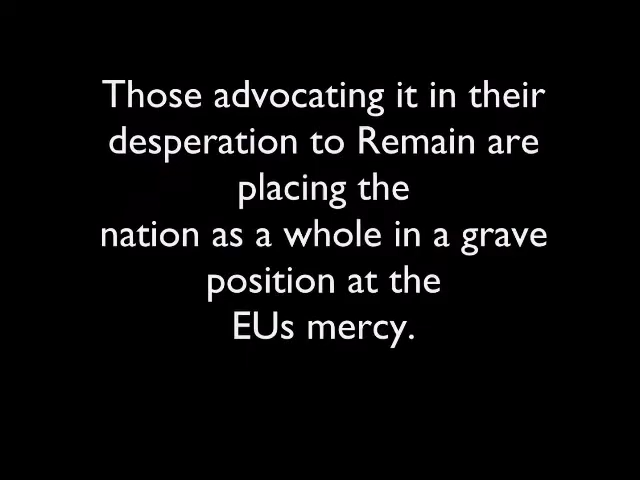 Those advocating it in their
desperation to Remain are
placing the
nation as a whole in a grave
position at the
EUs mercy.